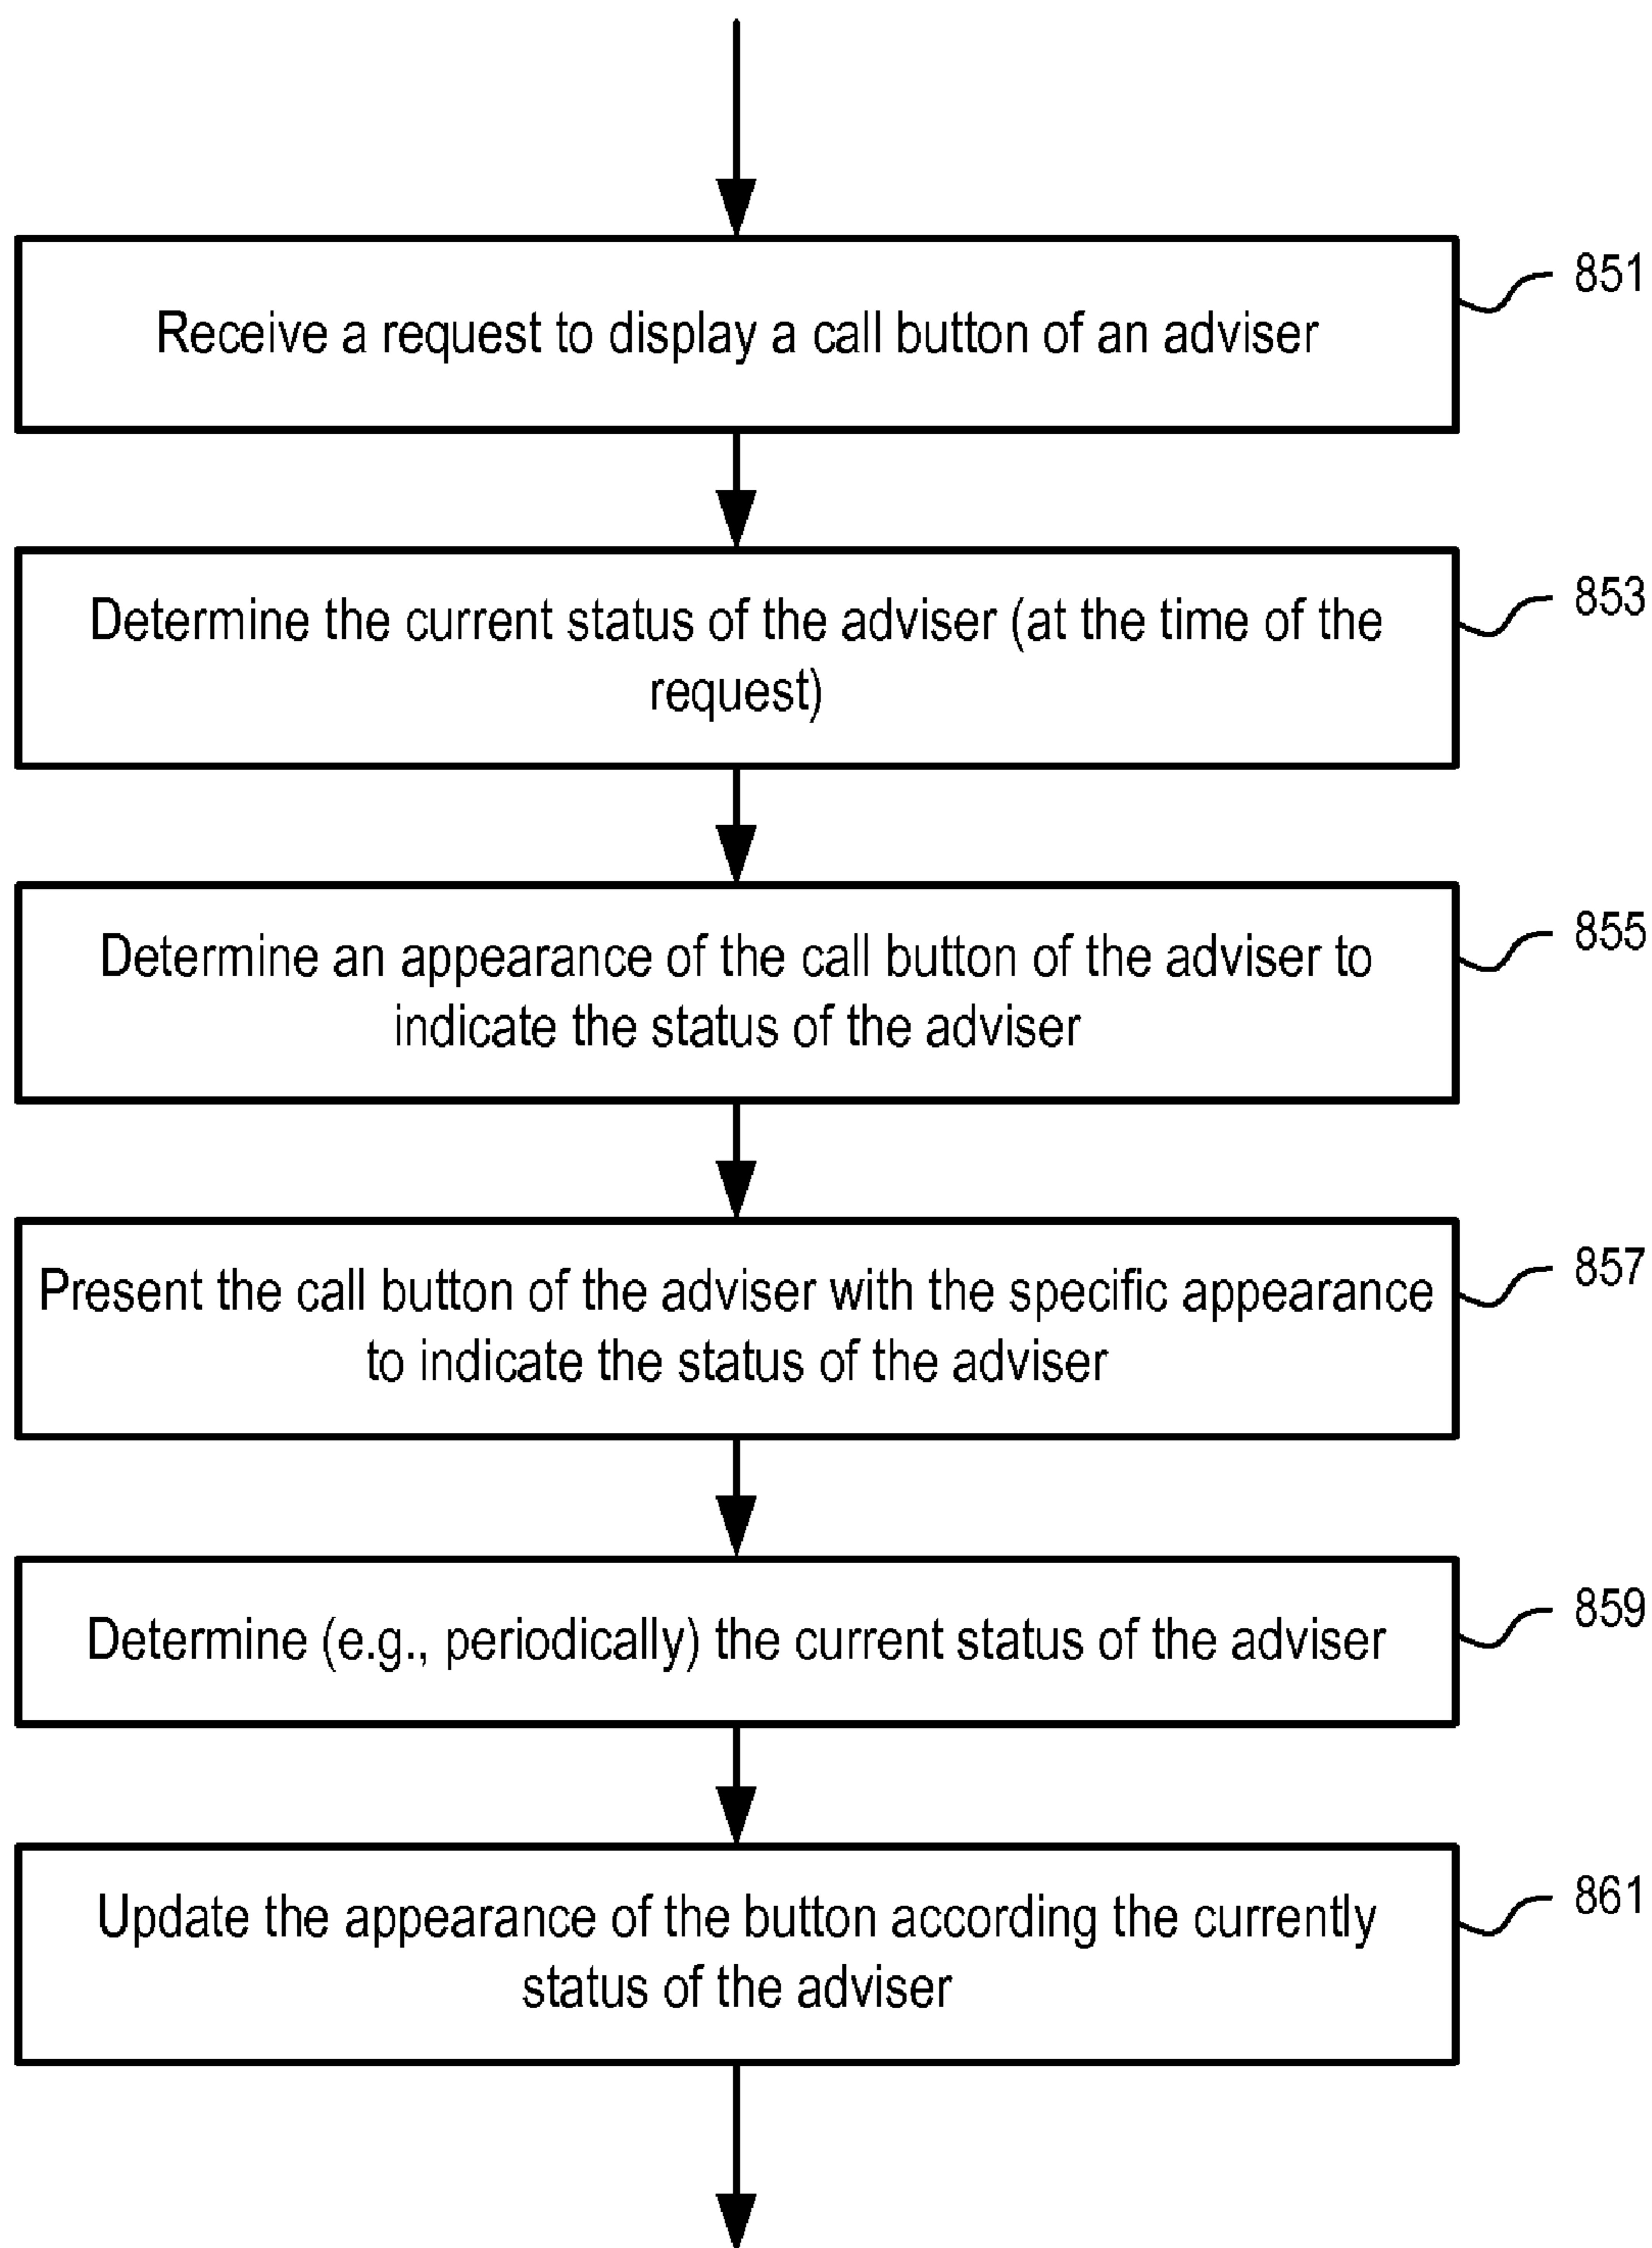 Receive a request to display a call button of an adviser
851
Determine the current status of the adviser (at the time of the
request)
853
Determine an appearance of the call button of the adviser to
indicate the status of the adviser
855
Present the call button of the adviser with the specific appearance
to indicate the status of the adviser
857
Determine (e.g., periodically) the current status of the adviser
859
Update the appearance of the button according the currently
status of the adviser
861